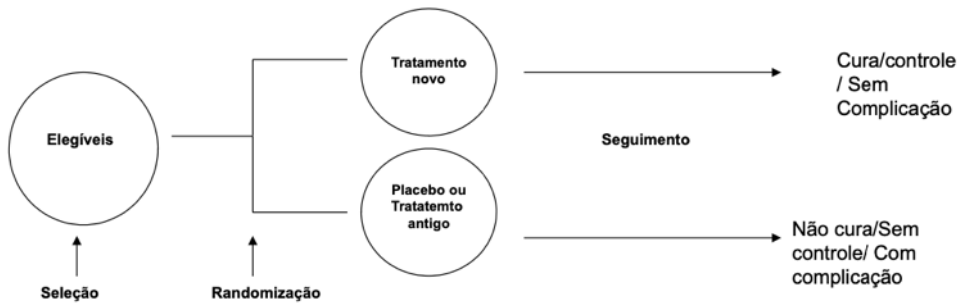 Elegíveis
Tratamento
novo
Placebo ou
Tratatemto
antigo
Seguimento
Cura/controle
/ Sem
Complicação
Não cura/Sem
controle/ Com
complicação
Seleção
Randomização